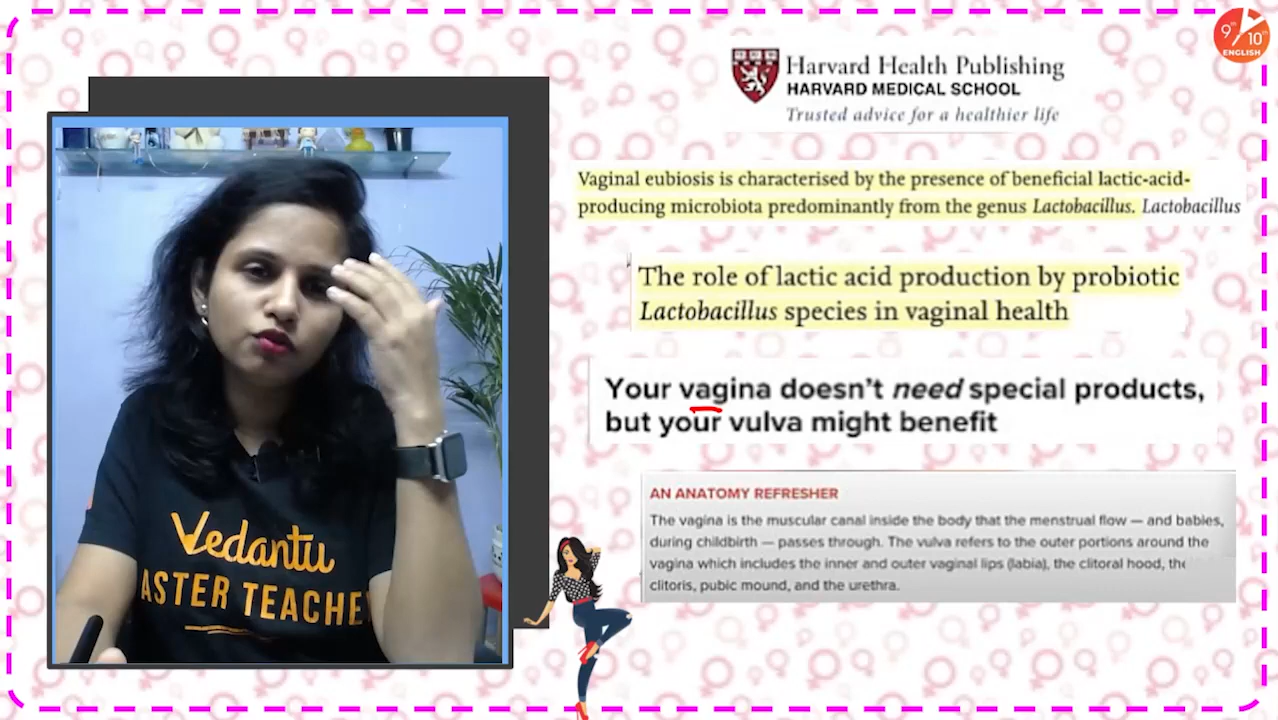 9th
10th
ENGLISH
Harvard Health Publishing
HARVARD MEDICAL SCHOOL
Trusted advice for a healthier life
Vaginal eubiosis is characterised by the presence of beneficial lactic-acid-
producing microbiota predominantly from the genus Lactobacillus. Lactobacillus
The role of lactic acid production by probiotic
Lactobacillus species in vaginal health
Your vagina doesn't need special products,
but your vulva might benefit
AN ANATOMY REFRESHER
The vagina is the muscular canal inside the body that the menstrual flow — and babies,
during childbirth — passes through. The vulva refers to the outer portions around the
vagina which includes the inner and outer vaginal lips (labia), the clitoral hood, the
clitoris, pubic mound, and the urethra.
Vedantu
ASTER TEACHE